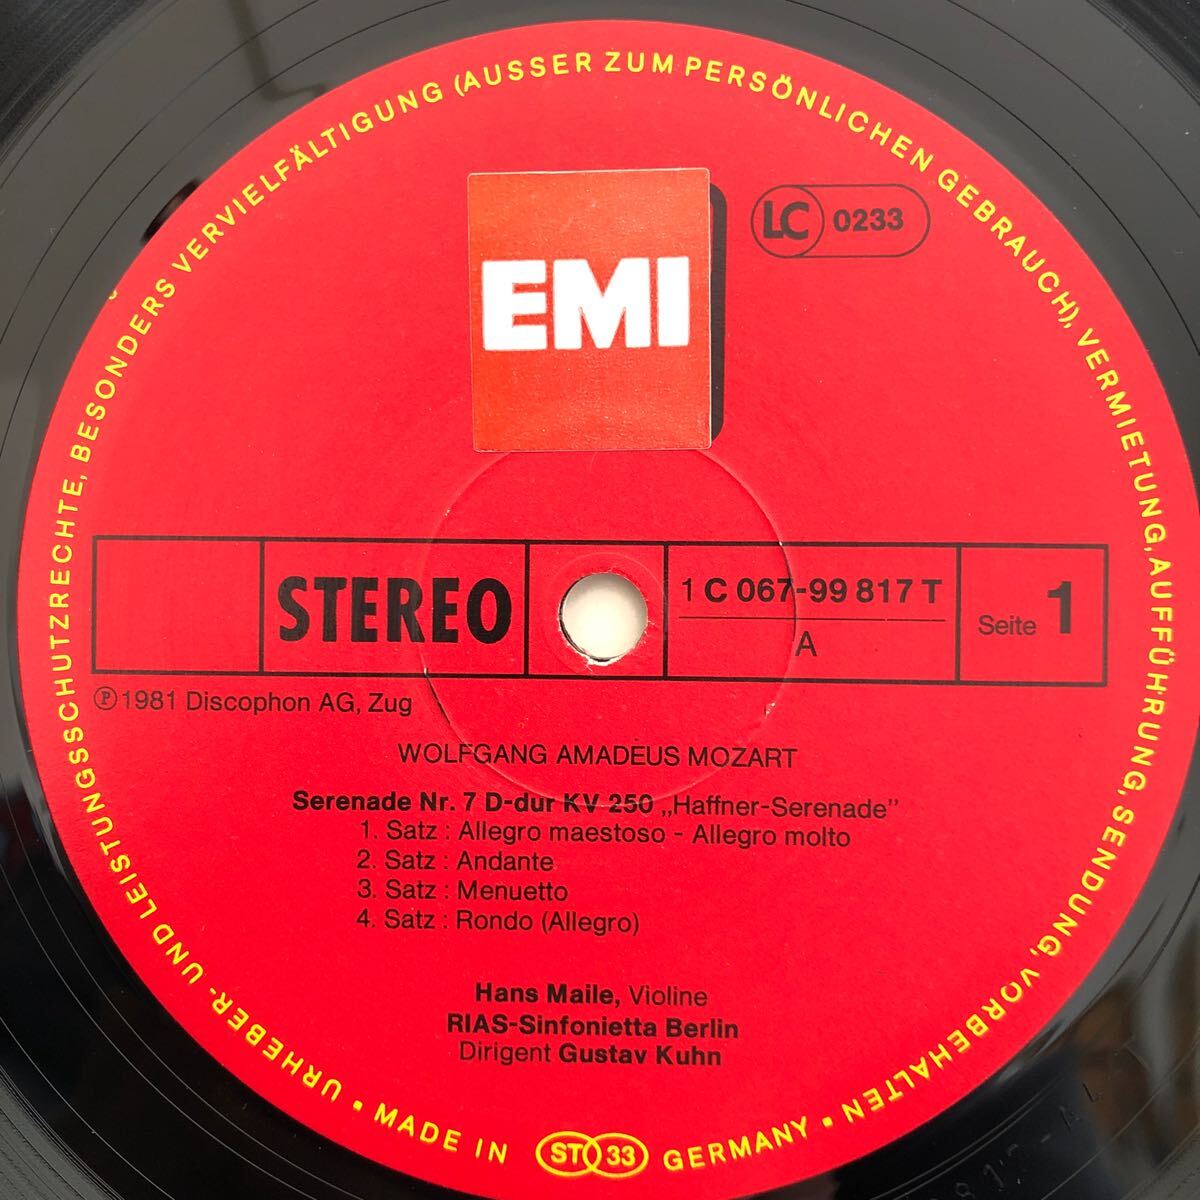 URHEBER- UND LEISTUNGSSCHUTZRECHTE, BESONDERS VERVIELFÄLTIGUNG (AUSSER ZUM PERSÖNLICHEN GEBRAUCH), VERMIETUNG, AUFFÜHRUNG, SENDUNG, VORBEHALTEN •
EMI
LC 0233
STEREO
1 C 067-99 817 T
A
Seite 1
℗ 1981 Discophon AG, Zug
WOLFGANG AMADEUS MOZART
Serenade Nr. 7 D-dur KV 250 „Haffner-Serenade"
1. Satz : Allegro maestoso - Allegro molto
2. Satz : Andante
3. Satz : Menuetto
4. Satz : Rondo (Allegro)
Hans Maile, Violine
RIAS-Sinfonietta Berlin
Dirigent Gustav Kuhn
• MADE IN ST 33 GERMANY •